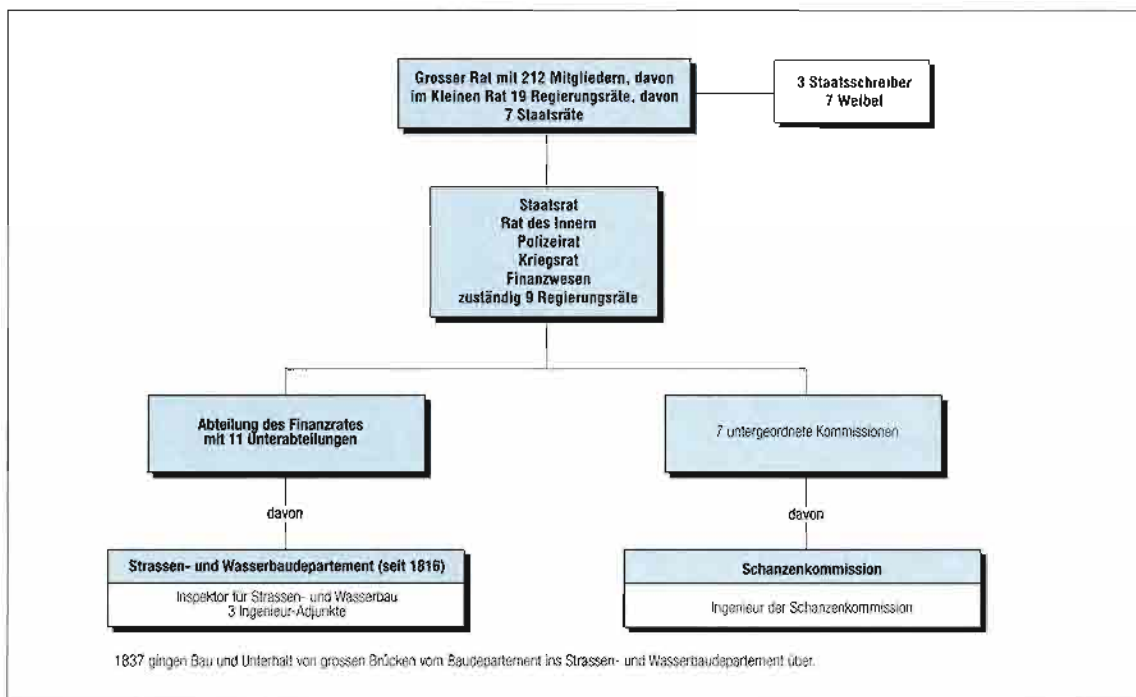 Grosser Rat mit 212 Mitgliedern, davon
im Kleinen Rat 19 Regierungsräte, davon
7 Staatsräte
3 Staatsschreiber
7 Weibel
Staatsrat
Rat des Innern
Polizeirat
Kriegsrat
Finanzwesen
zuständig 9 Regierungsräte
Abteilung des Finanzrates
mit 11 Unterabteilungen
7 untergeordnete Kommissionen
davon
davon
Strassen- und Wasserbaudepartement (seit 1816)
Inspektor für Strassen- und Wasserbau
3 Ingenieur-Adjunkte
Schanzenkommission
Ingenieur der Schanzenkommission
1837 gingen Bau und Unterhalt von grossen Brücken vom Baudepartement ins Strassen- und Wasserbaudepartement über.